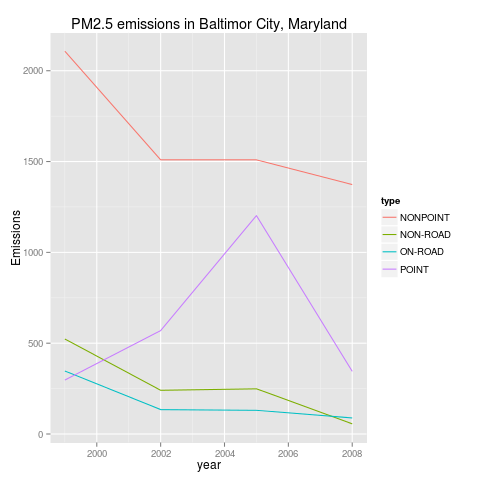 PM2.5 emissions in Baltimor City, Maryland
2000
1500
1000
500
0
Emissions
2000 2002 2004 2006 2008
year
type
NONPOINT
NON-ROAD
ON-ROAD
POINT